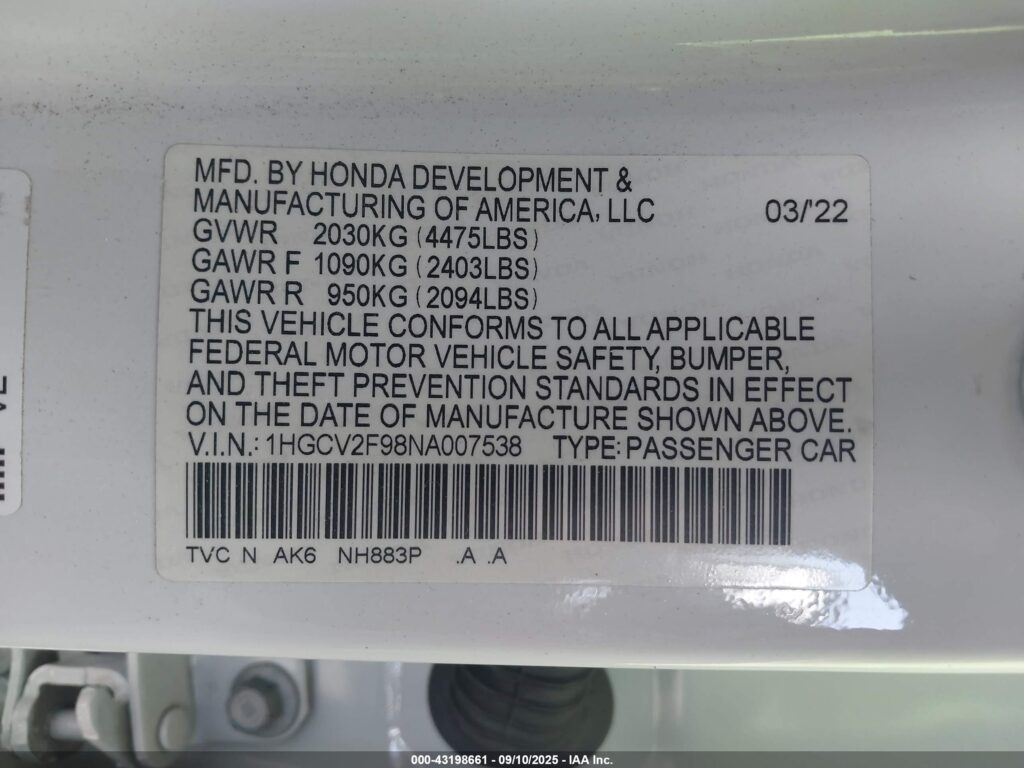 MFD. BY HONDA DEVELOPMENT &
MANUFACTURING OF AMERICA, LLC 03/'22
GVWR 2030KG (4475LBS)
GAWR F 1090KG (2403LBS)
GAWR R 950KG (2094LBS)
THIS VEHICLE CONFORMS TO ALL APPLICABLE
FEDERAL MOTOR VEHICLE SAFETY, BUMPER,
AND THEFT PREVENTION STANDARDS IN EFFECT
ON THE DATE OF MANUFACTURE SHOWN ABOVE.
V.I.N.: 1HGCV2F98NA007538 TYPE: PASSENGER CAR
TVC N AK6 NH883P .A .A
000-43198661 - 09/10/2025 - IAA Inc.